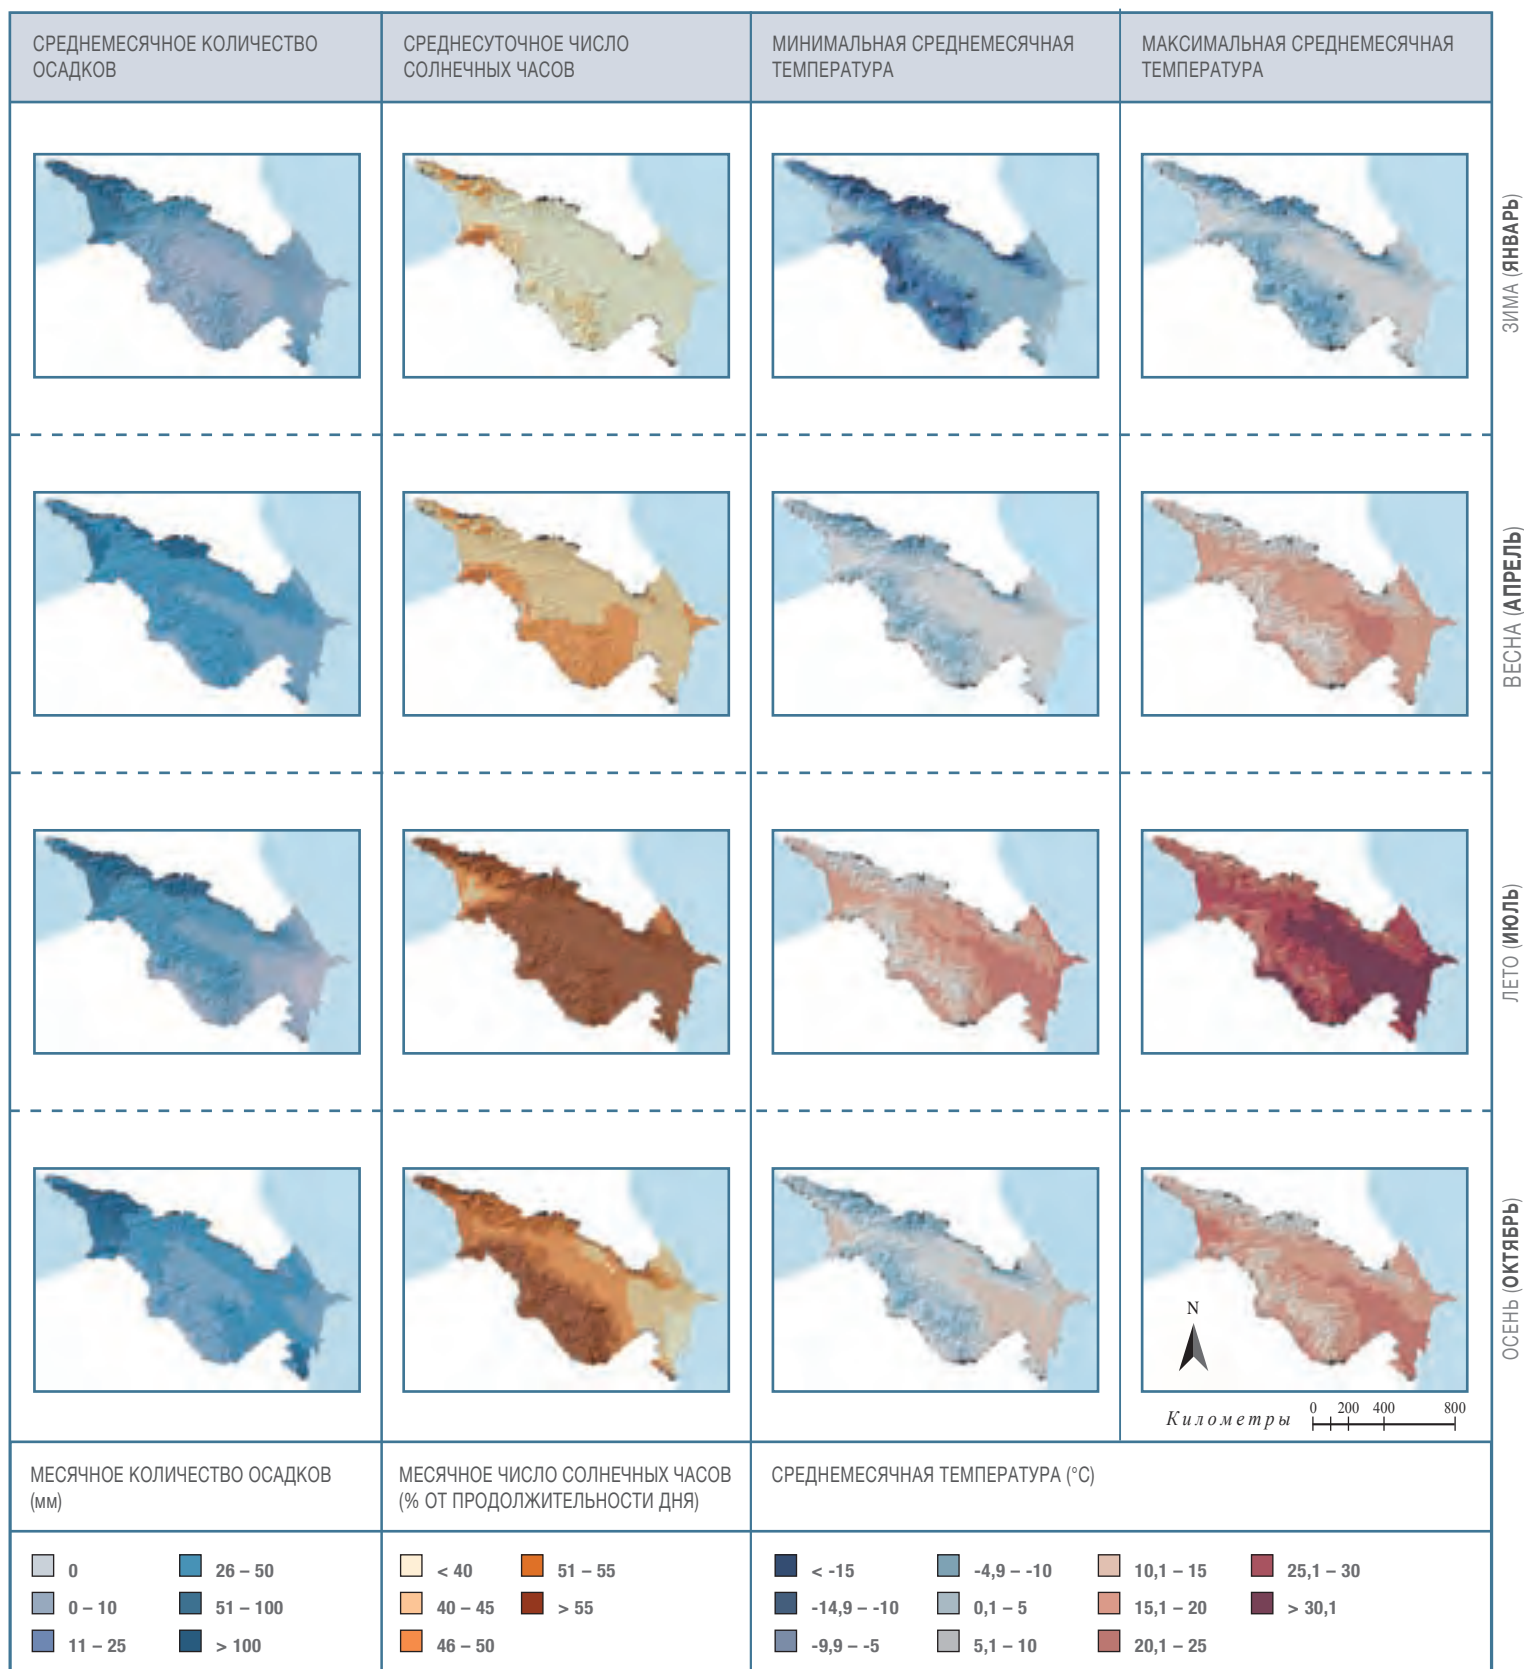 СРЕДНЕМЕСЯЧНОЕ КОЛИЧЕСТВО
ОСАДКОВ
СРЕДНЕСУТОЧНОЕ ЧИСЛО
СОЛНЕЧНЫХ ЧАСОВ
МИНИМАЛЬНАЯ СРЕДНЕМЕСЯЧНАЯ
ТЕМПЕРАТУРА
МАКСИМАЛЬНАЯ СРЕДНЕМЕСЯЧНАЯ
ТЕМПЕРАТУРА
ЗИМА (ЯНВАРЬ)
ВЕСНА (АПРЕЛЬ)
ЛЕТО (ИЮЛЬ)
ОСЕНЬ (ОКТЯБРЬ)
N
Километры
0 200 400 800
МЕСЯЧНОЕ КОЛИЧЕСТВО ОСАДКОВ
(мм)
0
0 – 10
11 – 25
26 – 50
51 – 100
> 100
МЕСЯЧНОЕ ЧИСЛО СОЛНЕЧНЫХ ЧАСОВ
(% ОТ ПРОДОЛЖИТЕЛЬНОСТИ ДНЯ)
< 40
40 – 45
46 – 50
51 – 55
> 55
СРЕДНЕМЕСЯЧНАЯ ТЕМПЕРАТУРА (°C)
< -15
-14,9 – -10
-9,9 – -5
-4,9 – -10
0,1 – 5
5,1 – 10
10,1 – 15
15,1 – 20
20,1 – 25
25,1 – 30
> 30,1